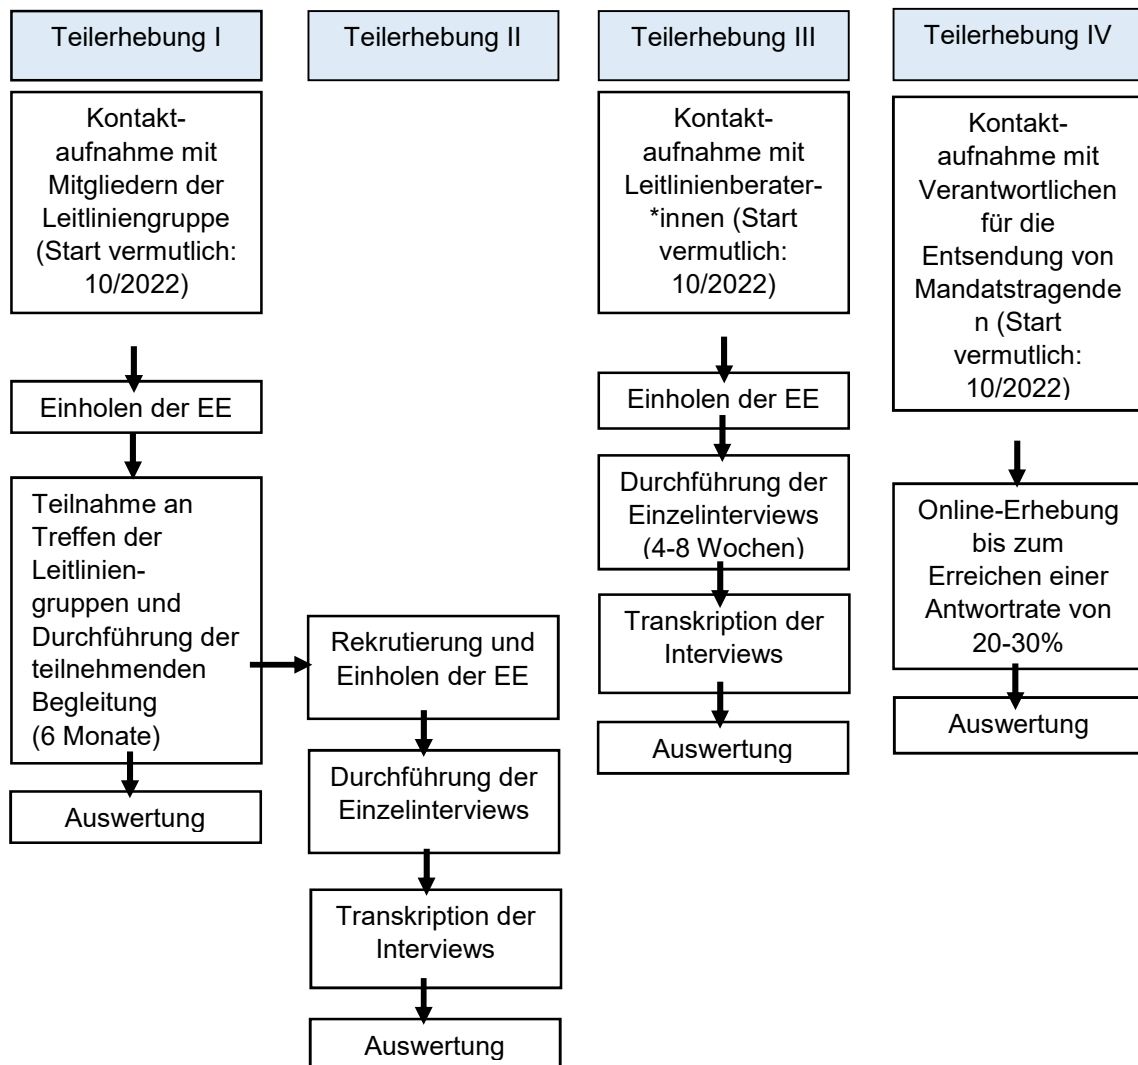 Teilerhebung I
Kontakt-
aufnahme mit
Mitgliedern der
Leitliniengruppe
(Start vermutlich:
10/2022)
Einholen der EE
Teilnahme an
Treffen der
Leitlinien-
gruppen und
Durchführung der
teilnehmenden
Begleitung
(6 Monate)
Auswertung
Teilerhebung II
Rekrutierung und
Einholen der EE
Durchführung der
Einzelinterviews
Transkription der
Interviews
Auswertung
Teilerhebung III
Kontakt-
aufnahme mit
Leitlinienberater-
*innen (Start
vermutlich:
10/2022)
Einholen der EE
Durchführung der
Einzelinterviews
(4-8 Wochen)
Transkription der
Interviews
Auswertung
Teilerhebung IV
Kontakt-
aufnahme mit
Verantwortlichen
für die
Entsendung von
Mandatstragende
n (Start
vermutlich:
10/2022)
Online-Erhebung
bis zum
Erreichen einer
Antwortrate von
20-30%
Auswertung